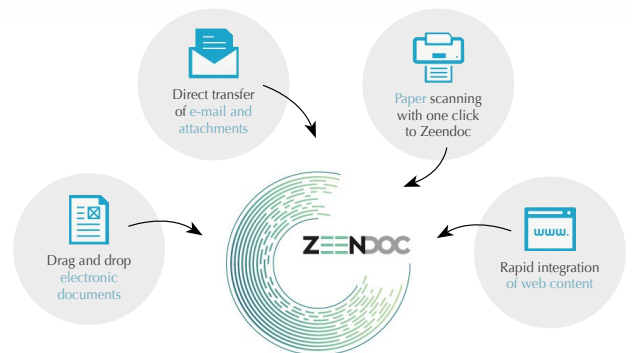 Direct transfer
of e-mail and
attachments
Paper scanning
with one click
to Zeendoc
Drag and drop
electronic
documents
ZEENDOC
www.
Rapid integration
of web content